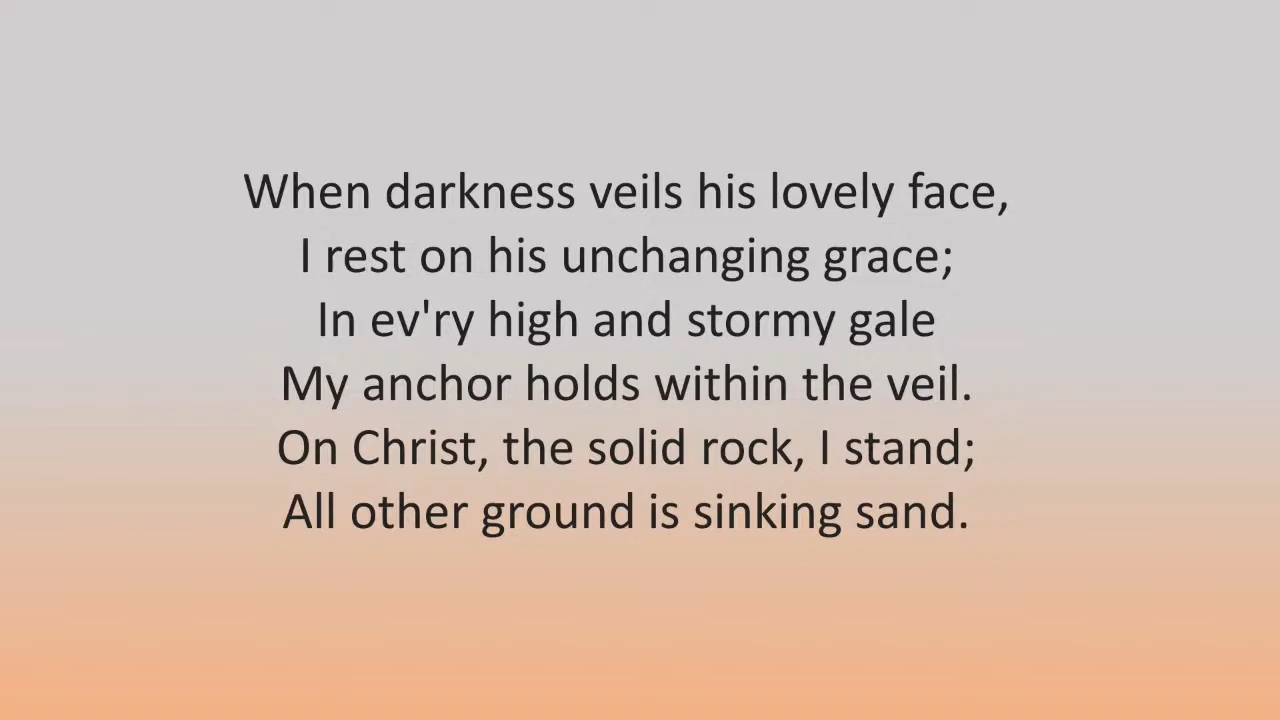 When darkness veils his lovely face,
I rest on his unchanging grace;
In ev'ry high and stormy gale
My anchor holds within the veil.
On Christ, the solid rock, I stand;
All other ground is sinking sand.